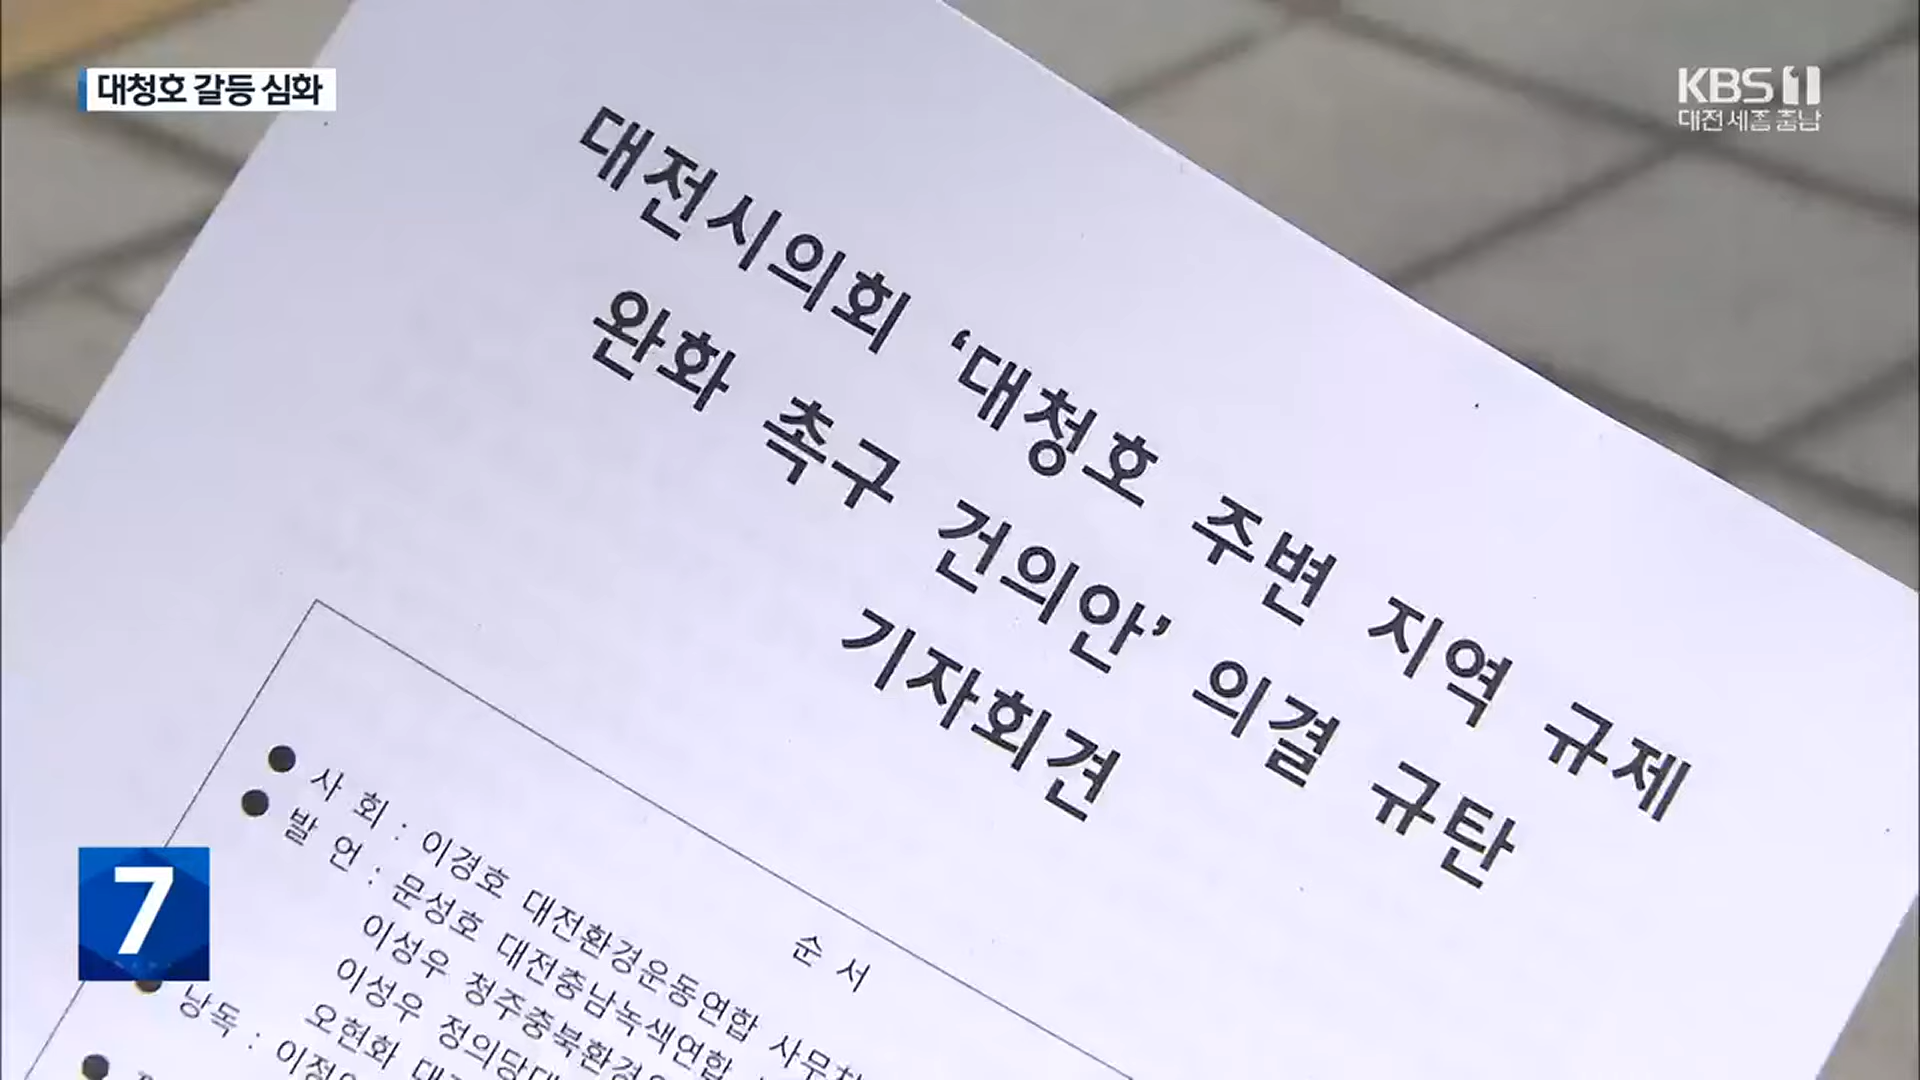 대청호 갈등 심화
KBS 1
대전 세종 충남
대전시의회 ‘대청호 주변 지역 규제
완화 촉구 건의안’ 의결 규탄
기자회견
순 서
● 사 회 : 이경호 대전환경운동연합
● 발 언 : 문성호 대전충남녹색연합
이성우 청주충북환경
이성우 정의당
오현화
● 낭독 :
7